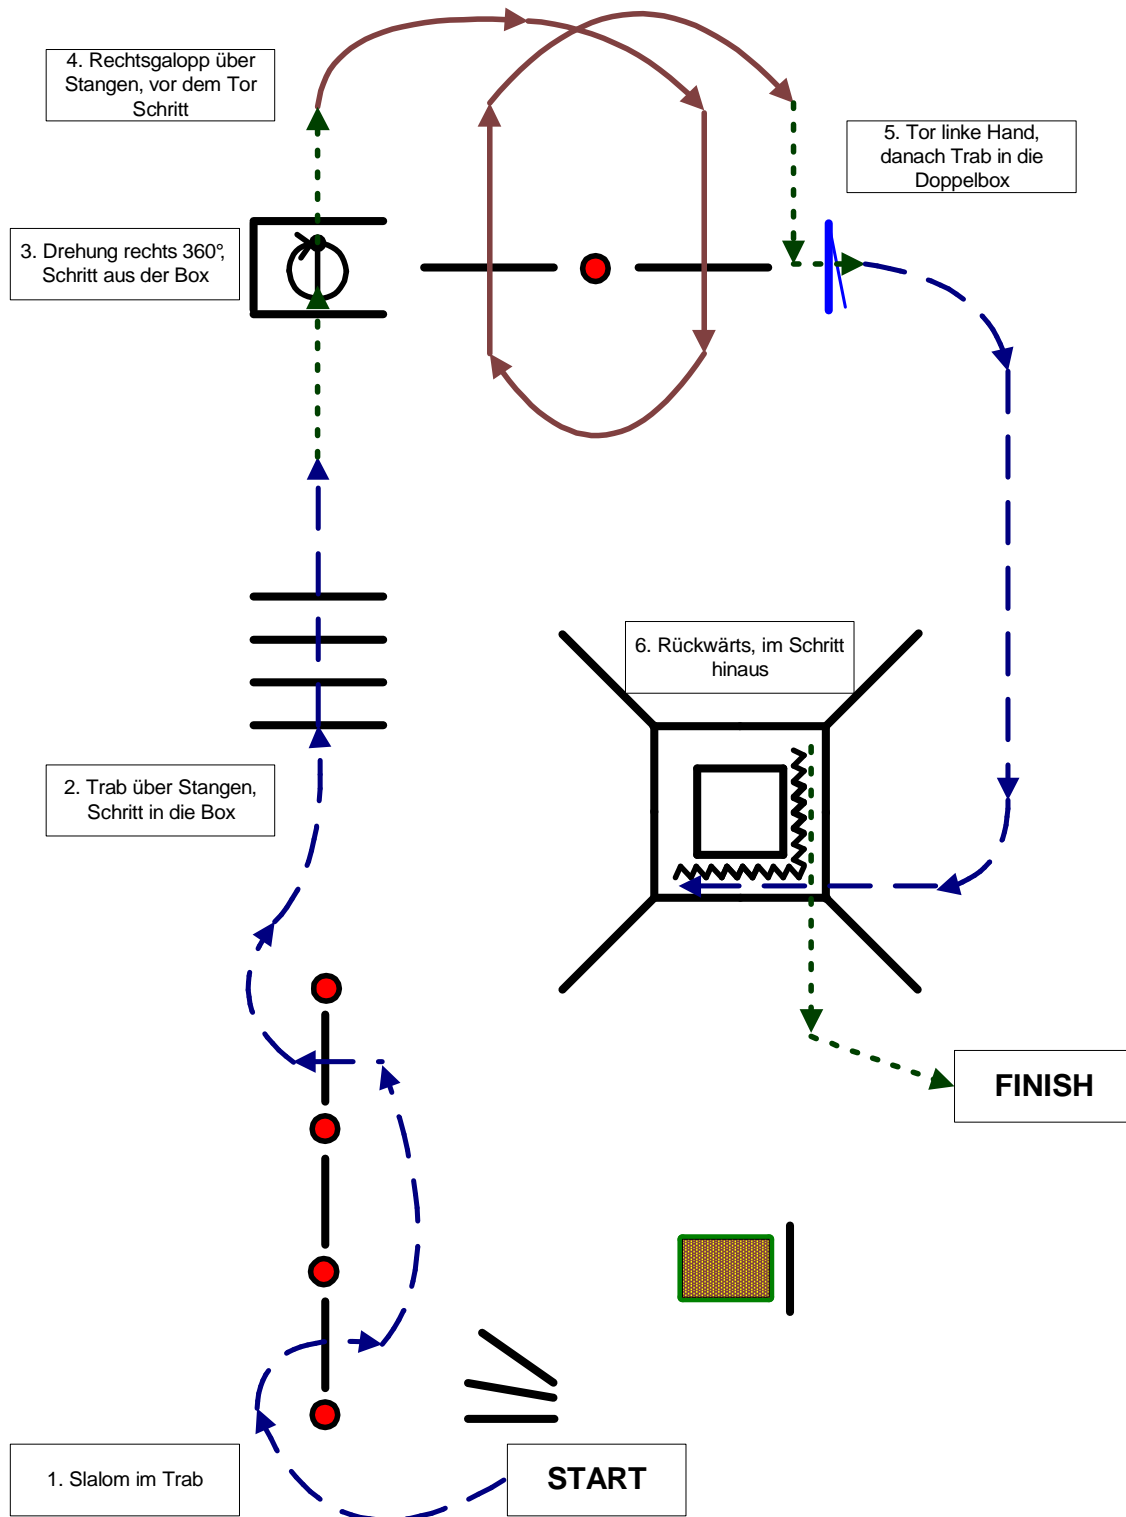 4. Rechtsgalopp über
Stangen, vor dem Tor
Schritt
5. Tor linke Hand,
danach Trab in die
Doppelbox
3. Drehung rechts 360°,
Schritt aus der Box
6. Rückwärts, im Schritt
hinaus
2. Trab über Stangen,
Schritt in die Box
FINISH
1. Slalom im Trab
START